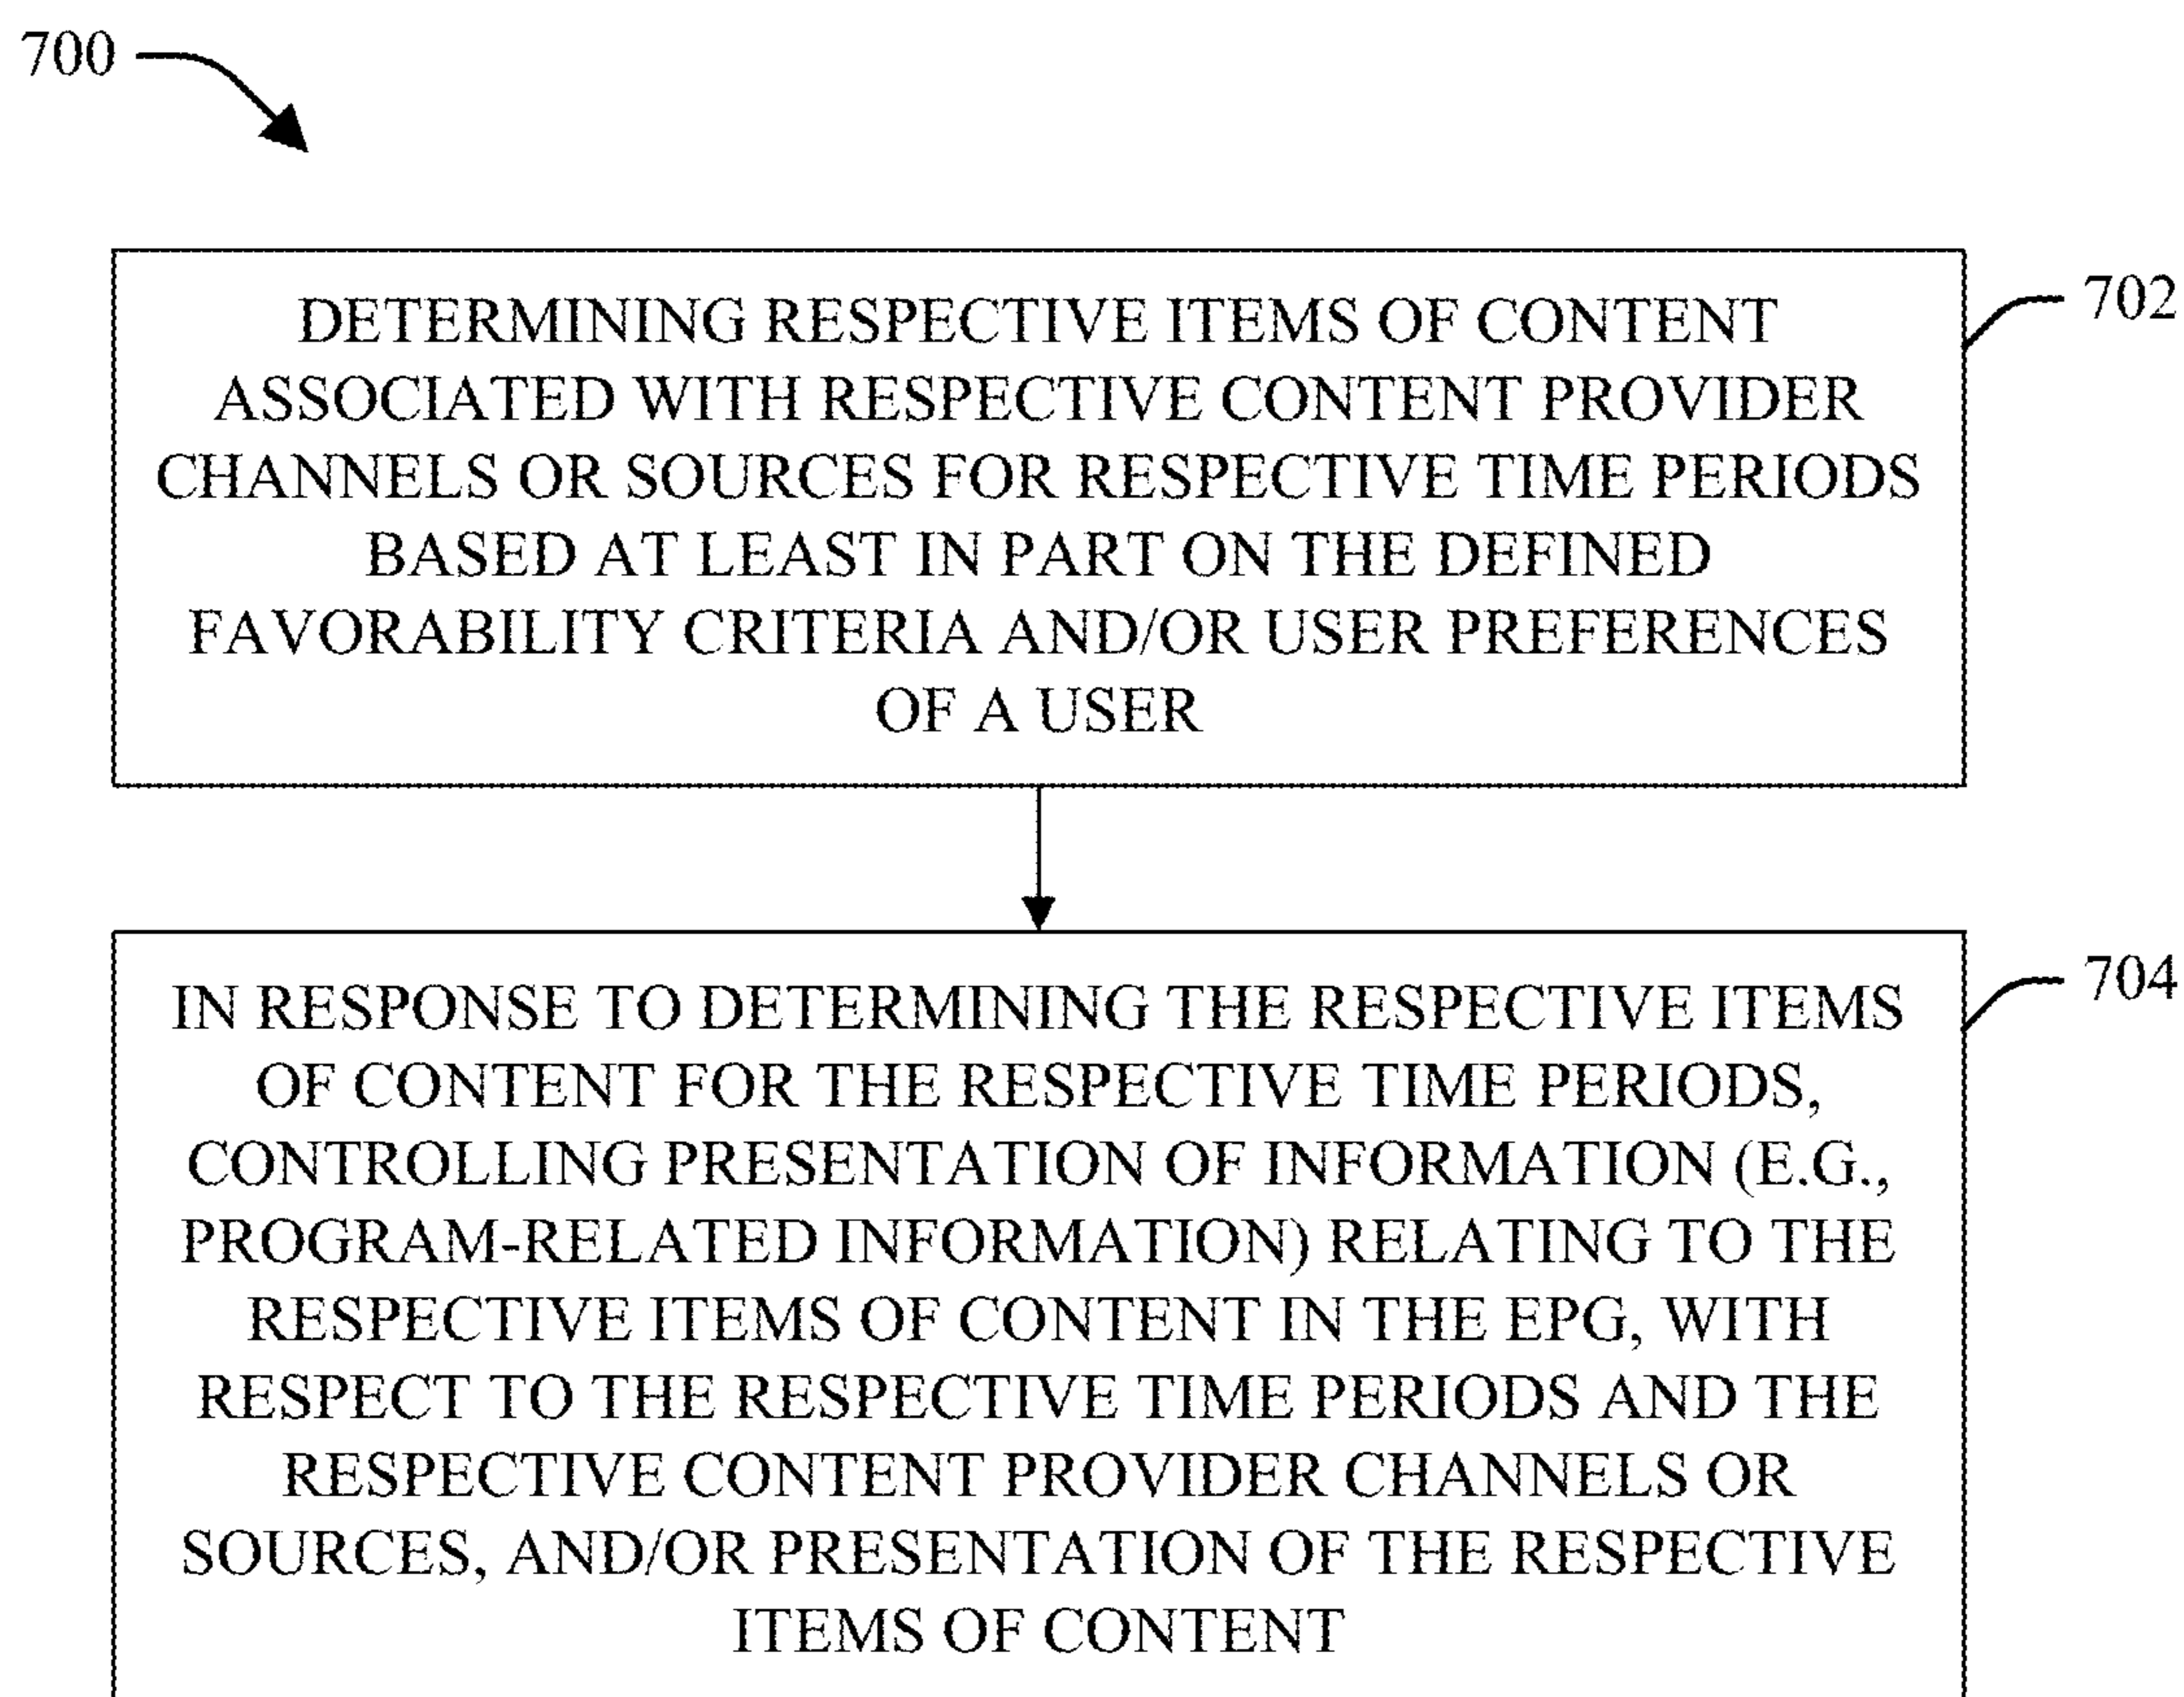 700
702
DETERMINING RESPECTIVE ITEMS OF CONTENT
ASSOCIATED WITH RESPECTIVE CONTENT PROVIDER
CHANNELS OR SOURCES FOR RESPECTIVE TIME PERIODS
BASED AT LEAST IN PART ON THE DEFINED
FAVORABILITY CRITERIA AND/OR USER PREFERENCES
OF A USER
704
IN RESPONSE TO DETERMINING THE RESPECTIVE ITEMS
OF CONTENT FOR THE RESPECTIVE TIME PERIODS,
CONTROLLING PRESENTATION OF INFORMATION (E.G.,
PROGRAM-RELATED INFORMATION) RELATING TO THE
RESPECTIVE ITEMS OF CONTENT IN THE EPG, WITH
RESPECT TO THE RESPECTIVE TIME PERIODS AND THE
RESPECTIVE CONTENT PROVIDER CHANNELS OR
SOURCES, AND/OR PRESENTATION OF THE RESPECTIVE
ITEMS OF CONTENT